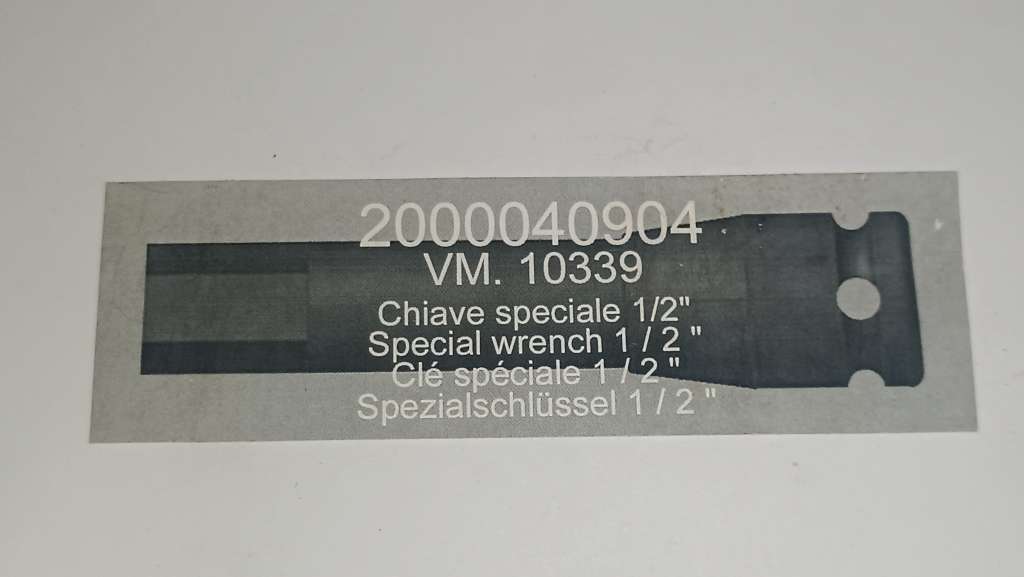 2000040904
VM. 10339
Chiave speciale 1/2"
Special wrench 1 / 2 "
Clé spéciale 1 / 2 "
Spezialschlüssel 1 / 2 "